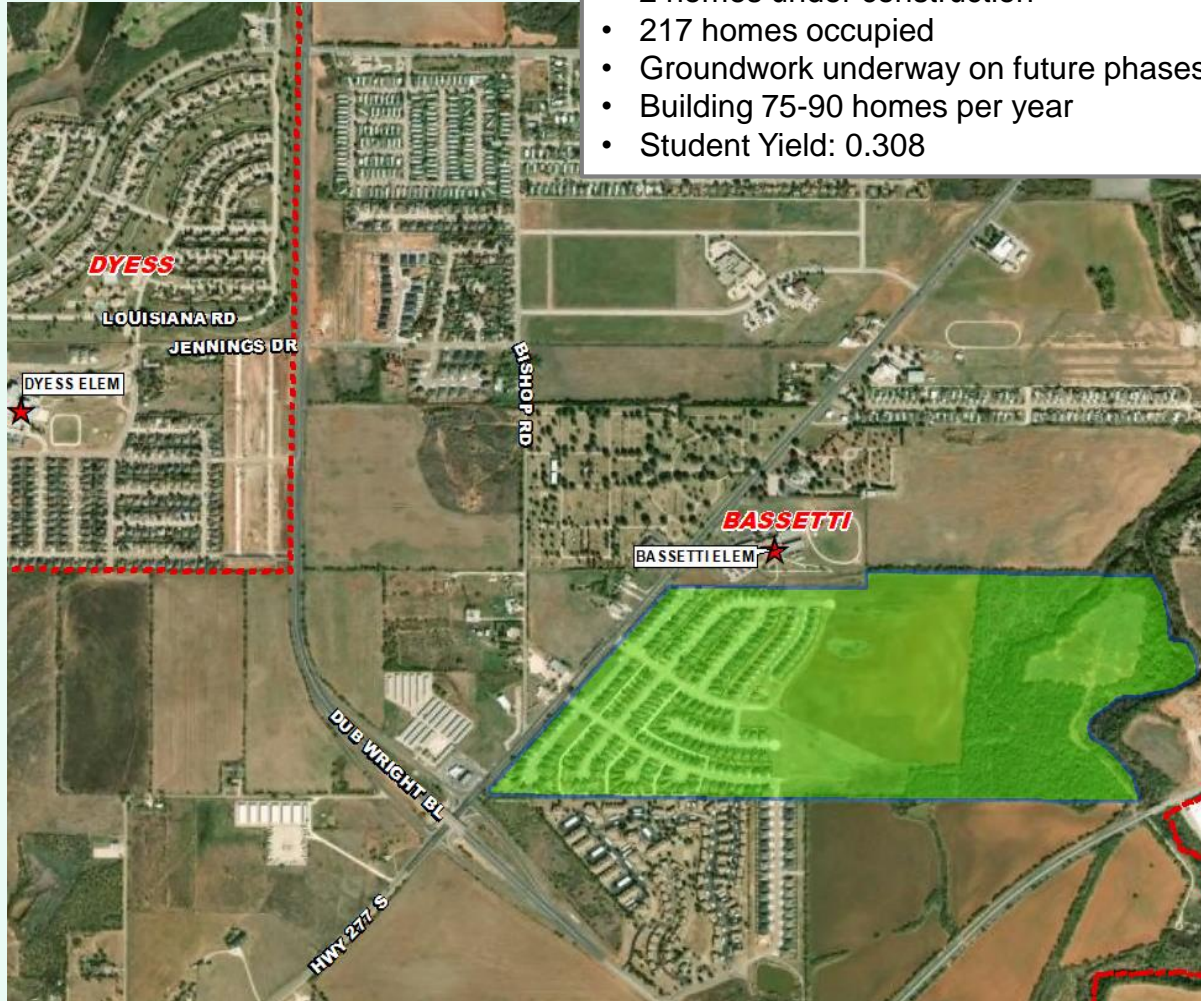 • 217 homes occupied
• Groundwork underway on future phases
• Building 75-90 homes per year
• Student Yield: 0.308
DYESS
LOUISIANA RD
JENNINGS DR
DYESS ELEM
BISHOP RD
BASSETTI
BASSETTI ELEM
DUB WRIGHT BL
HWY 277 S